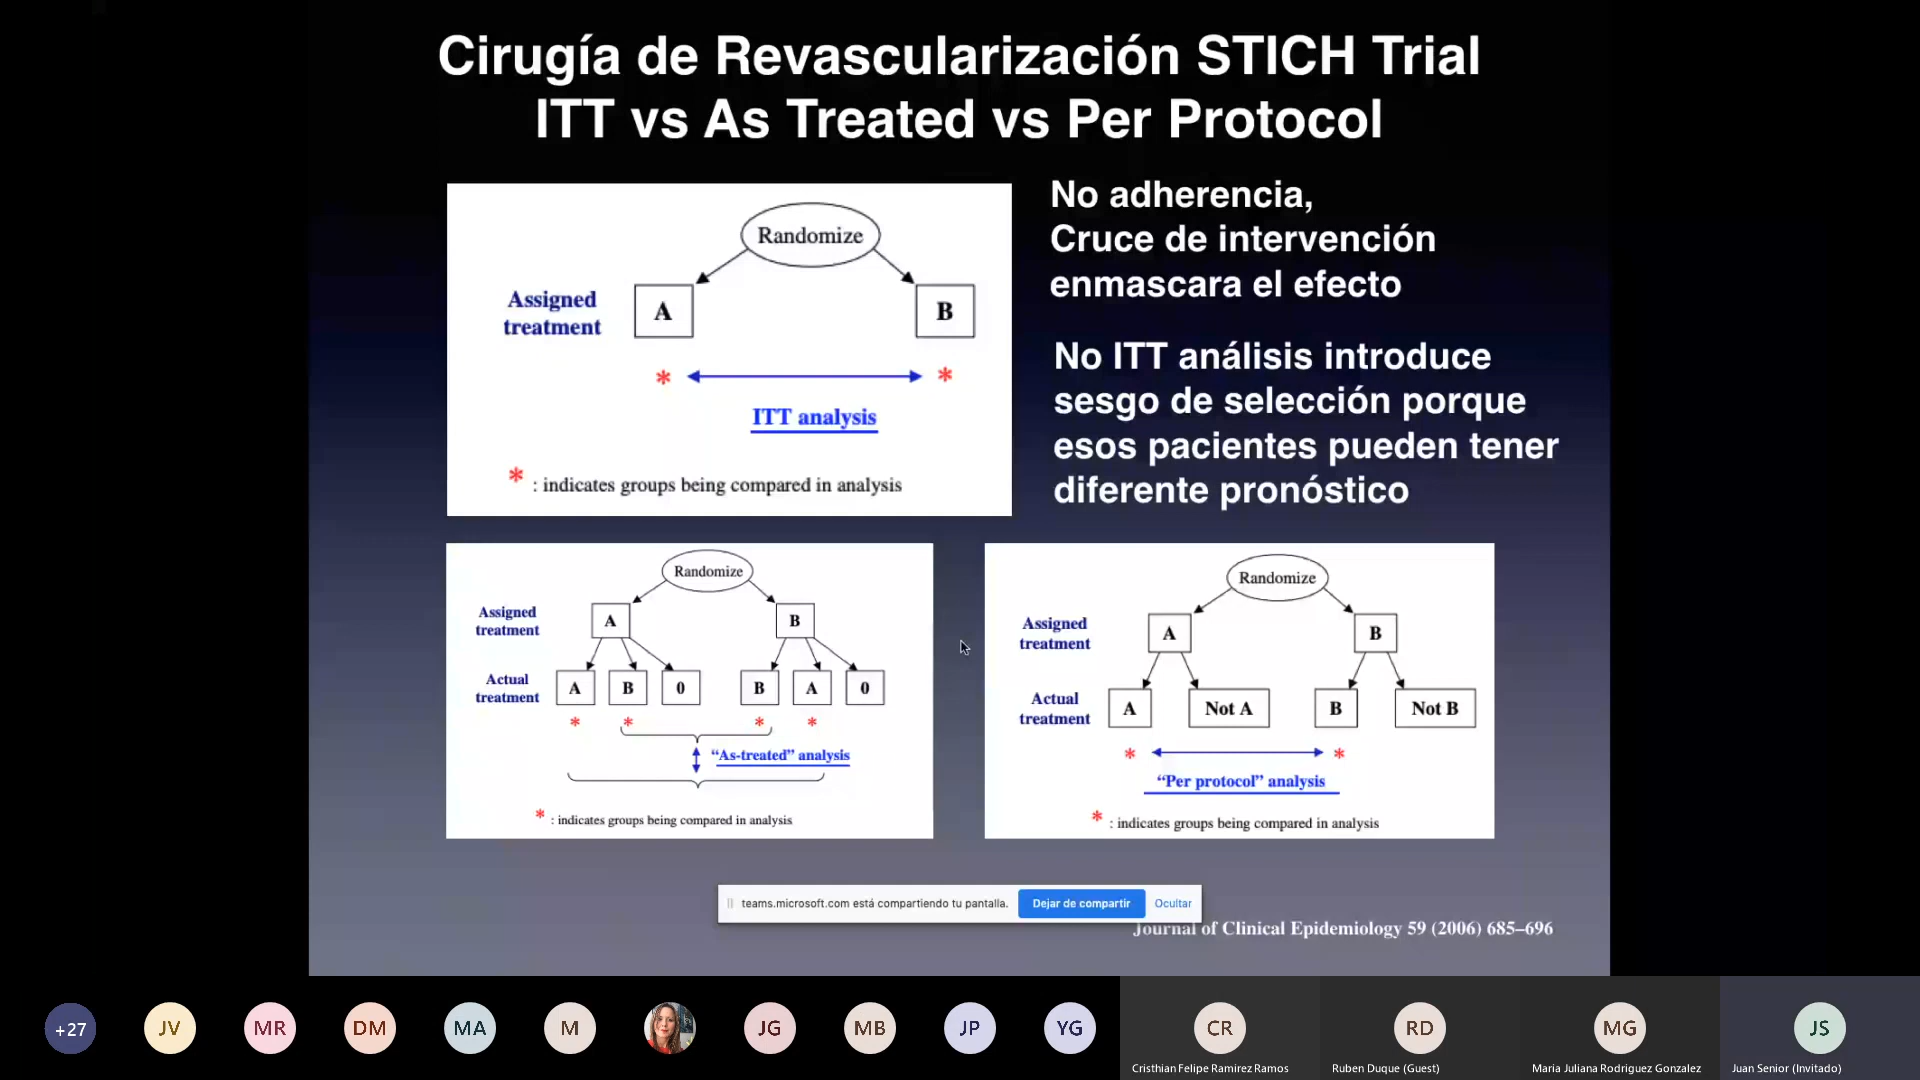 Cirugía de Revascularización STICH Trial
ITT vs As Treated vs Per Protocol
Randomize
Assigned
treatment
A
B
*
*
ITT analysis
* : indicates groups being compared in analysis
No adherencia,
Cruce de intervención
enmascara el efecto
No ITT análisis introduce
sesgo de selección porque
esos pacientes pueden tener
diferente pronóstico
Randomize
Assigned
treatment
A
B
Actual
treatment
A
B
0
B
A
0
*
*
*
*
“As-treated” analysis
* : indicates groups being compared in analysis
Randomize
Assigned
treatment
A
B
Actual
treatment
A
Not A
B
Not B
*
*
“Per protocol” analysis
* : indicates groups being compared in analysis
teams.microsoft.com está compartiendo tu pantalla.
Dejar de compartir
Ocultar
Journal of Clinical Epidemiology 59 (2006) 685–696
+27
JV
MR
DM
MA
M
JG
MB
JP
YG
CR
RD
MG
JS
Cristhian Felipe Ramirez Ramos
Ruben Duque (Guest)
Maria Juliana Rodriguez Gonzalez
Juan Senior (Invitado)